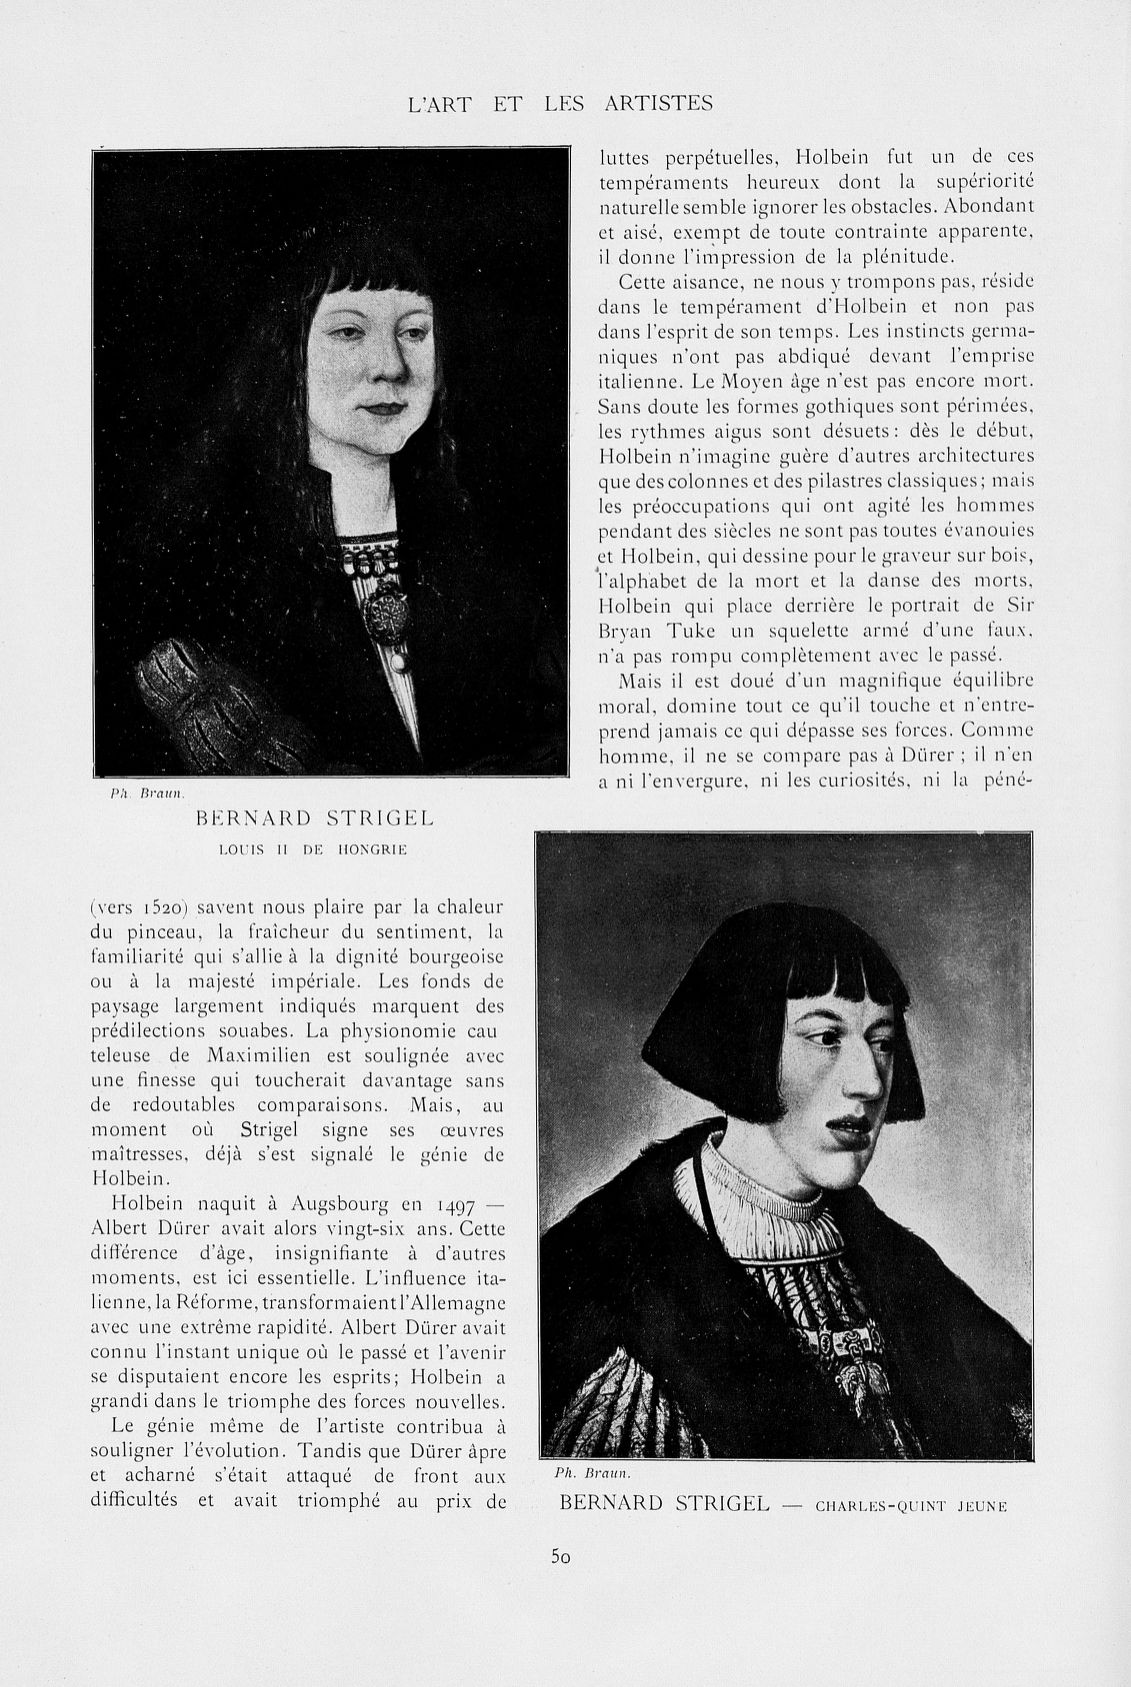 L'ART ET LES ARTISTES
Ph. Braun.
BERNARD STRIGEL
LOUIS II DE HONGRIE
(vers 1520) savent nous plaire par la chaleur
du pinceau, la fraîcheur du sentiment, la
familiarité qui s'allie à la dignité bourgeoise
ou à la majesté impériale. Les fonds de
paysage largement indiqués marquent des
prédilections souabes. La physionomie cau
teleuse de Maximilien est soulignée avec
une finesse qui toucherait davantage sans
de redoutables comparaisons. Mais, au
moment où Strigel signe ses œuvres
maîtresses, déjà s'est signalé le génie de
Holbein.
Holbein naquit à Augsbourg en 1497 —
Albert Dürer avait alors vingt-six ans. Cette
différence d'âge, insignifiante à d'autres
moments, est ici essentielle. L'influence ita-
lienne, la Réforme, transformaient l'Allemagne
avec une extrême rapidité. Albert Dürer avait
connu l'instant unique où le passé et l'avenir
se disputaient encore les esprits; Holbein a
grandi dans le triomphe des forces nouvelles.
Le génie même de l'artiste contribua à
souligner l'évolution. Tandis que Dürer âpre
et acharné s'était attaqué de front aux
difficultés et avait triomphé au prix de
luttes perpétuelles, Holbein fut un de ces
tempéraments heureux dont la supériorité
naturelle semble ignorer les obstacles. Abondant
et aisé, exempt de toute contrainte apparente,
il donne l'impression de la plénitude.
Cette aisance, ne nous y trompons pas, réside
dans le tempérament d'Holbein et non pas
dans l'esprit de son temps. Les instincts germa-
niques n'ont pas abdiqué devant l'emprise
italienne. Le Moyen âge n'est pas encore mort.
Sans doute les formes gothiques sont périmées,
les rythmes aigus sont désuets: dès le début,
Holbein n'imagine guère d'autres architectures
que des colonnes et des pilastres classiques; mais
les préoccupations qui ont agité les hommes
pendant des siècles ne sont pas toutes évanouies
et Holbein, qui dessine pour le graveur sur bois,
l'alphabet de la mort et la danse des morts,
Holbein qui place derrière le portrait de Sir
Bryan Tuke un squelette armé d'une faux,
n'a pas rompu complètement avec le passé.
Mais il est doué d'un magnifique équilibre
moral, domine tout ce qu'il touche et n'entre-
prend jamais ce qui dépasse ses forces. Comme
homme, il ne se compare pas à Dürer; il n'en
a ni l'envergure, ni les curiosités, ni la péné-
Ph. Braun.
BERNARD STRIGEL — CHARLES-QUINT JEUNE
50